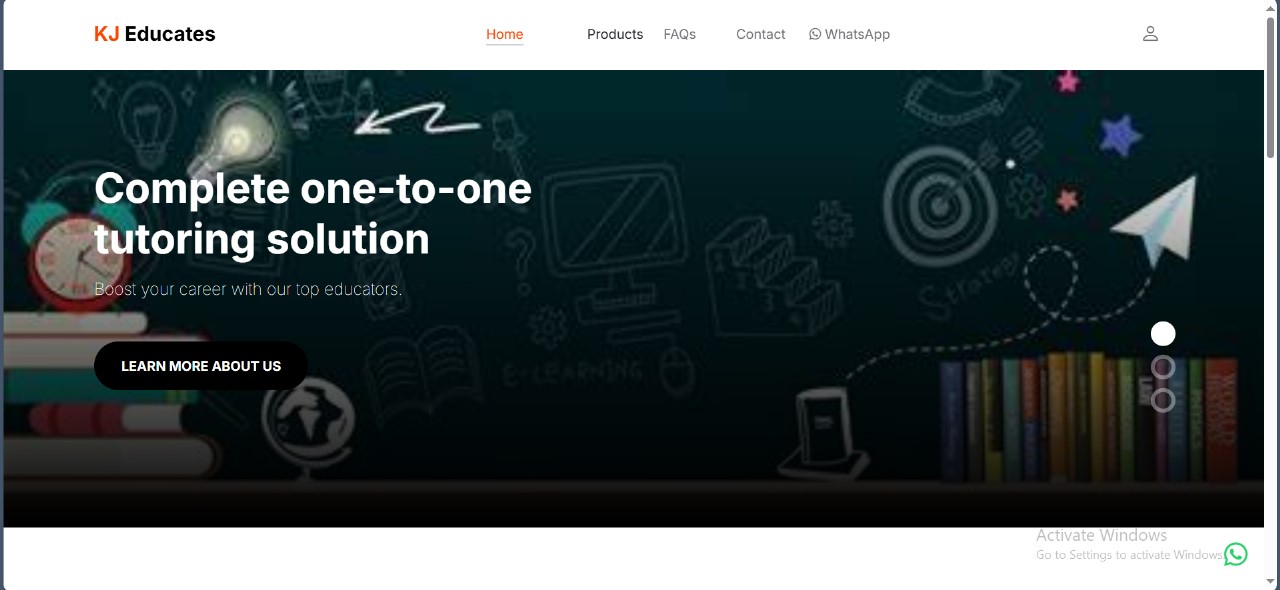 KJ Educates
Home
Products
FAQs
Contact
WhatsApp
Complete one-to-one
tutoring solution
Boost your career with our top educators.
LEARN MORE ABOUT US
Strategy
E-LEARNING
Activate Windows
Go to Settings to activate Windows.